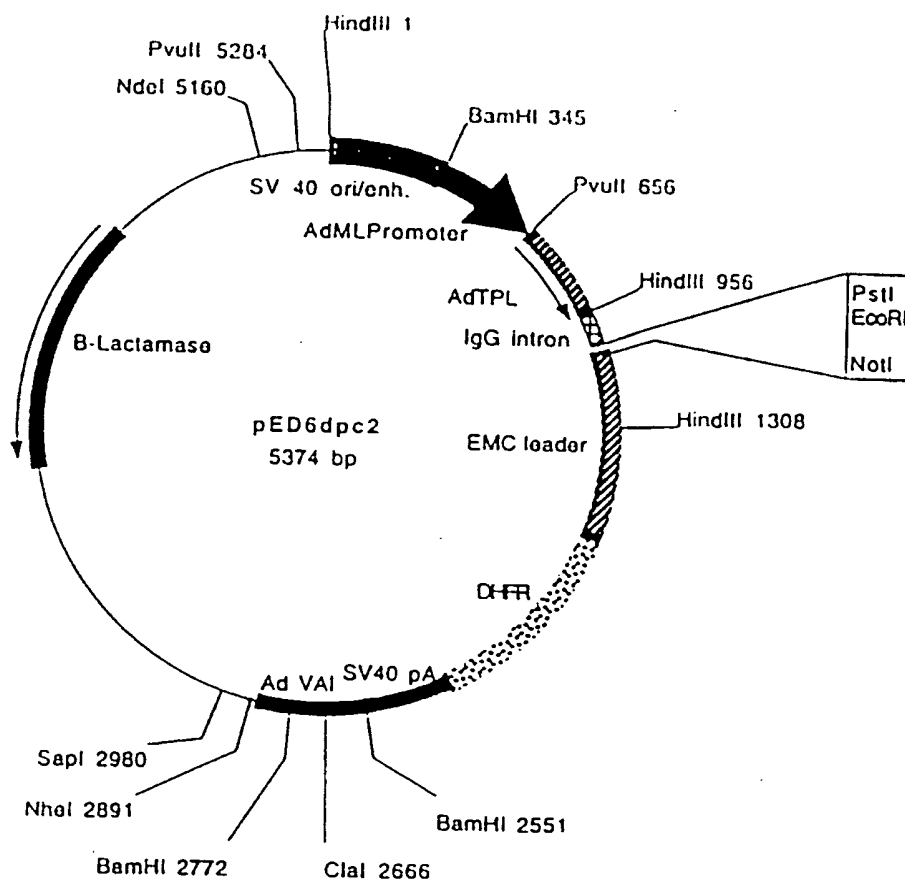 HindIII 1
PvuII 5284
NdeI 5160
BamHI 345
SV 40 ori/enh.
PvuII 656
AdMLPromoter
HindIII 956
AdTPL
PstI
EcoRI
IgG intron
B-Lactamase
NotI
HindIII 1308
pED6dpc2
5374 bp
EMC leader
DHFR
SV40 pA
Ad VAI
SapI 2980
NheI 2891
BamHI 2551
BamHI 2772
ClaI 2666